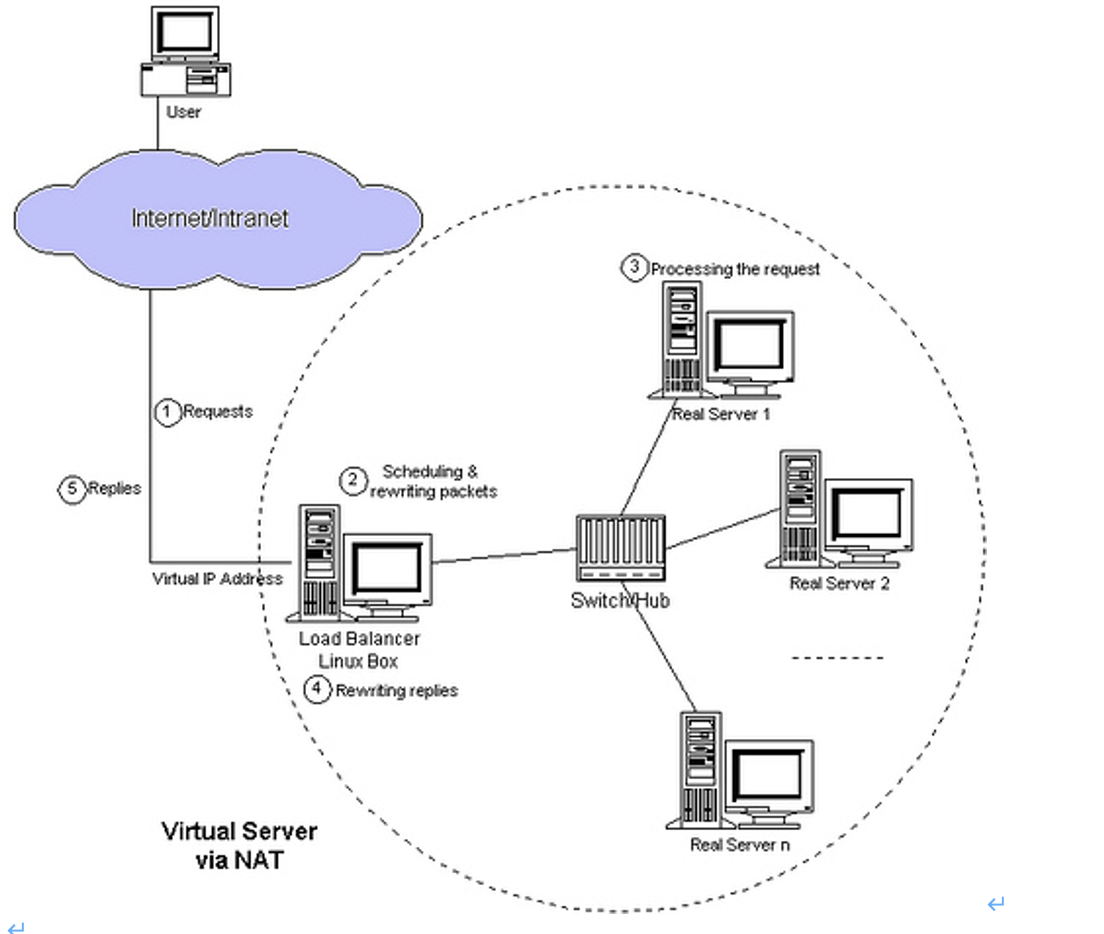 User
Internet/Intranet
3 Processing the request
Real Server 1
1 Requests
2 Scheduling &
rewriting packets
5 Replies
Virtual IP Address
Switch/Hub
Real Server 2
Load Balancer
Linux Box
4 Rewriting replies
Virtual Server
via NAT
Real Server n